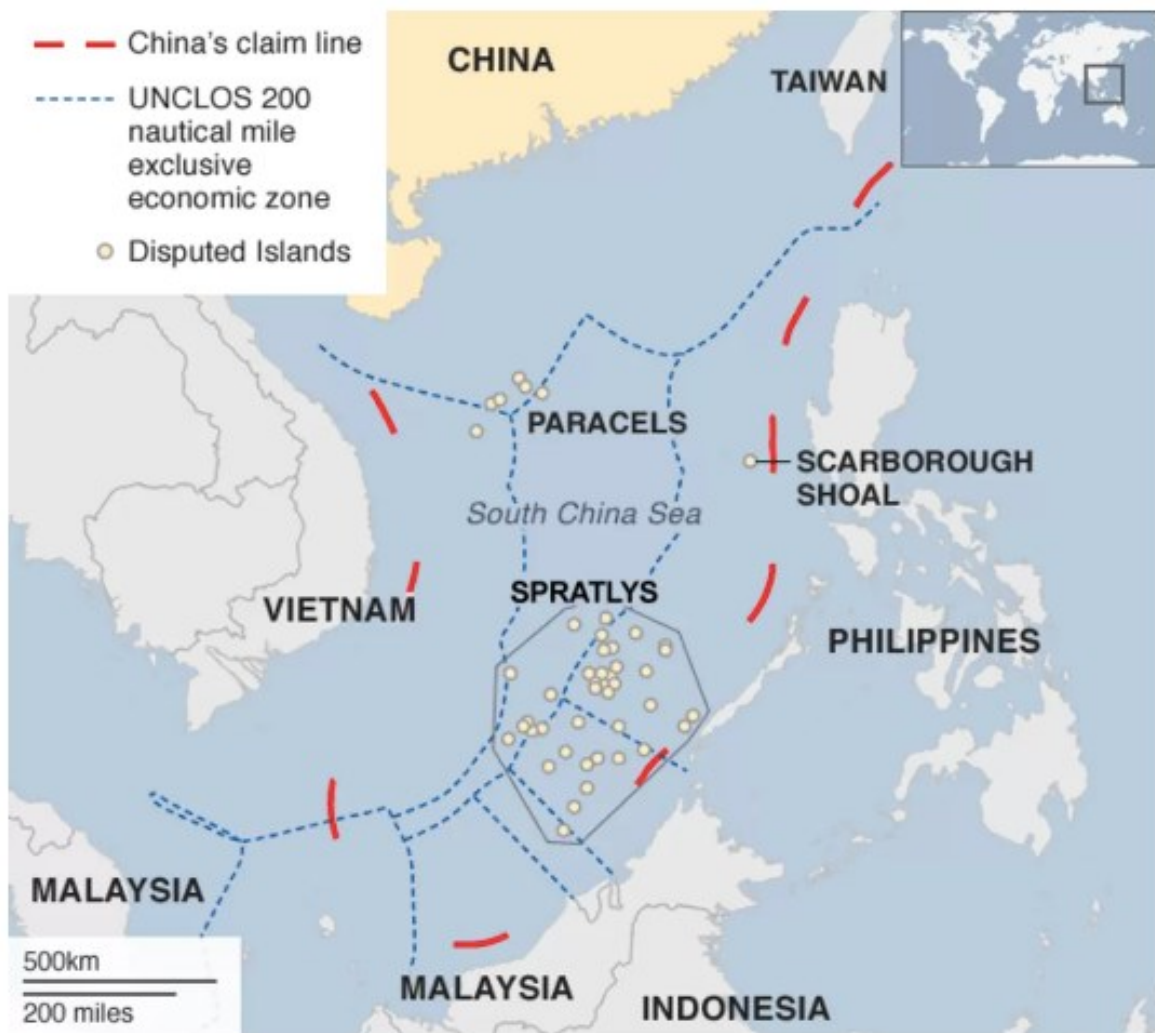 China's claim line
UNCLOS 200
nautical mile
exclusive
economic zone
Disputed Islands
CHINA
TAIWAN
PARACELS
SCARBOROUGH
SHOAL
South China Sea
SPRATLYS
VIETNAM
PHILIPPINES
MALAYSIA
MALAYSIA
INDONESIA
500km
200 miles